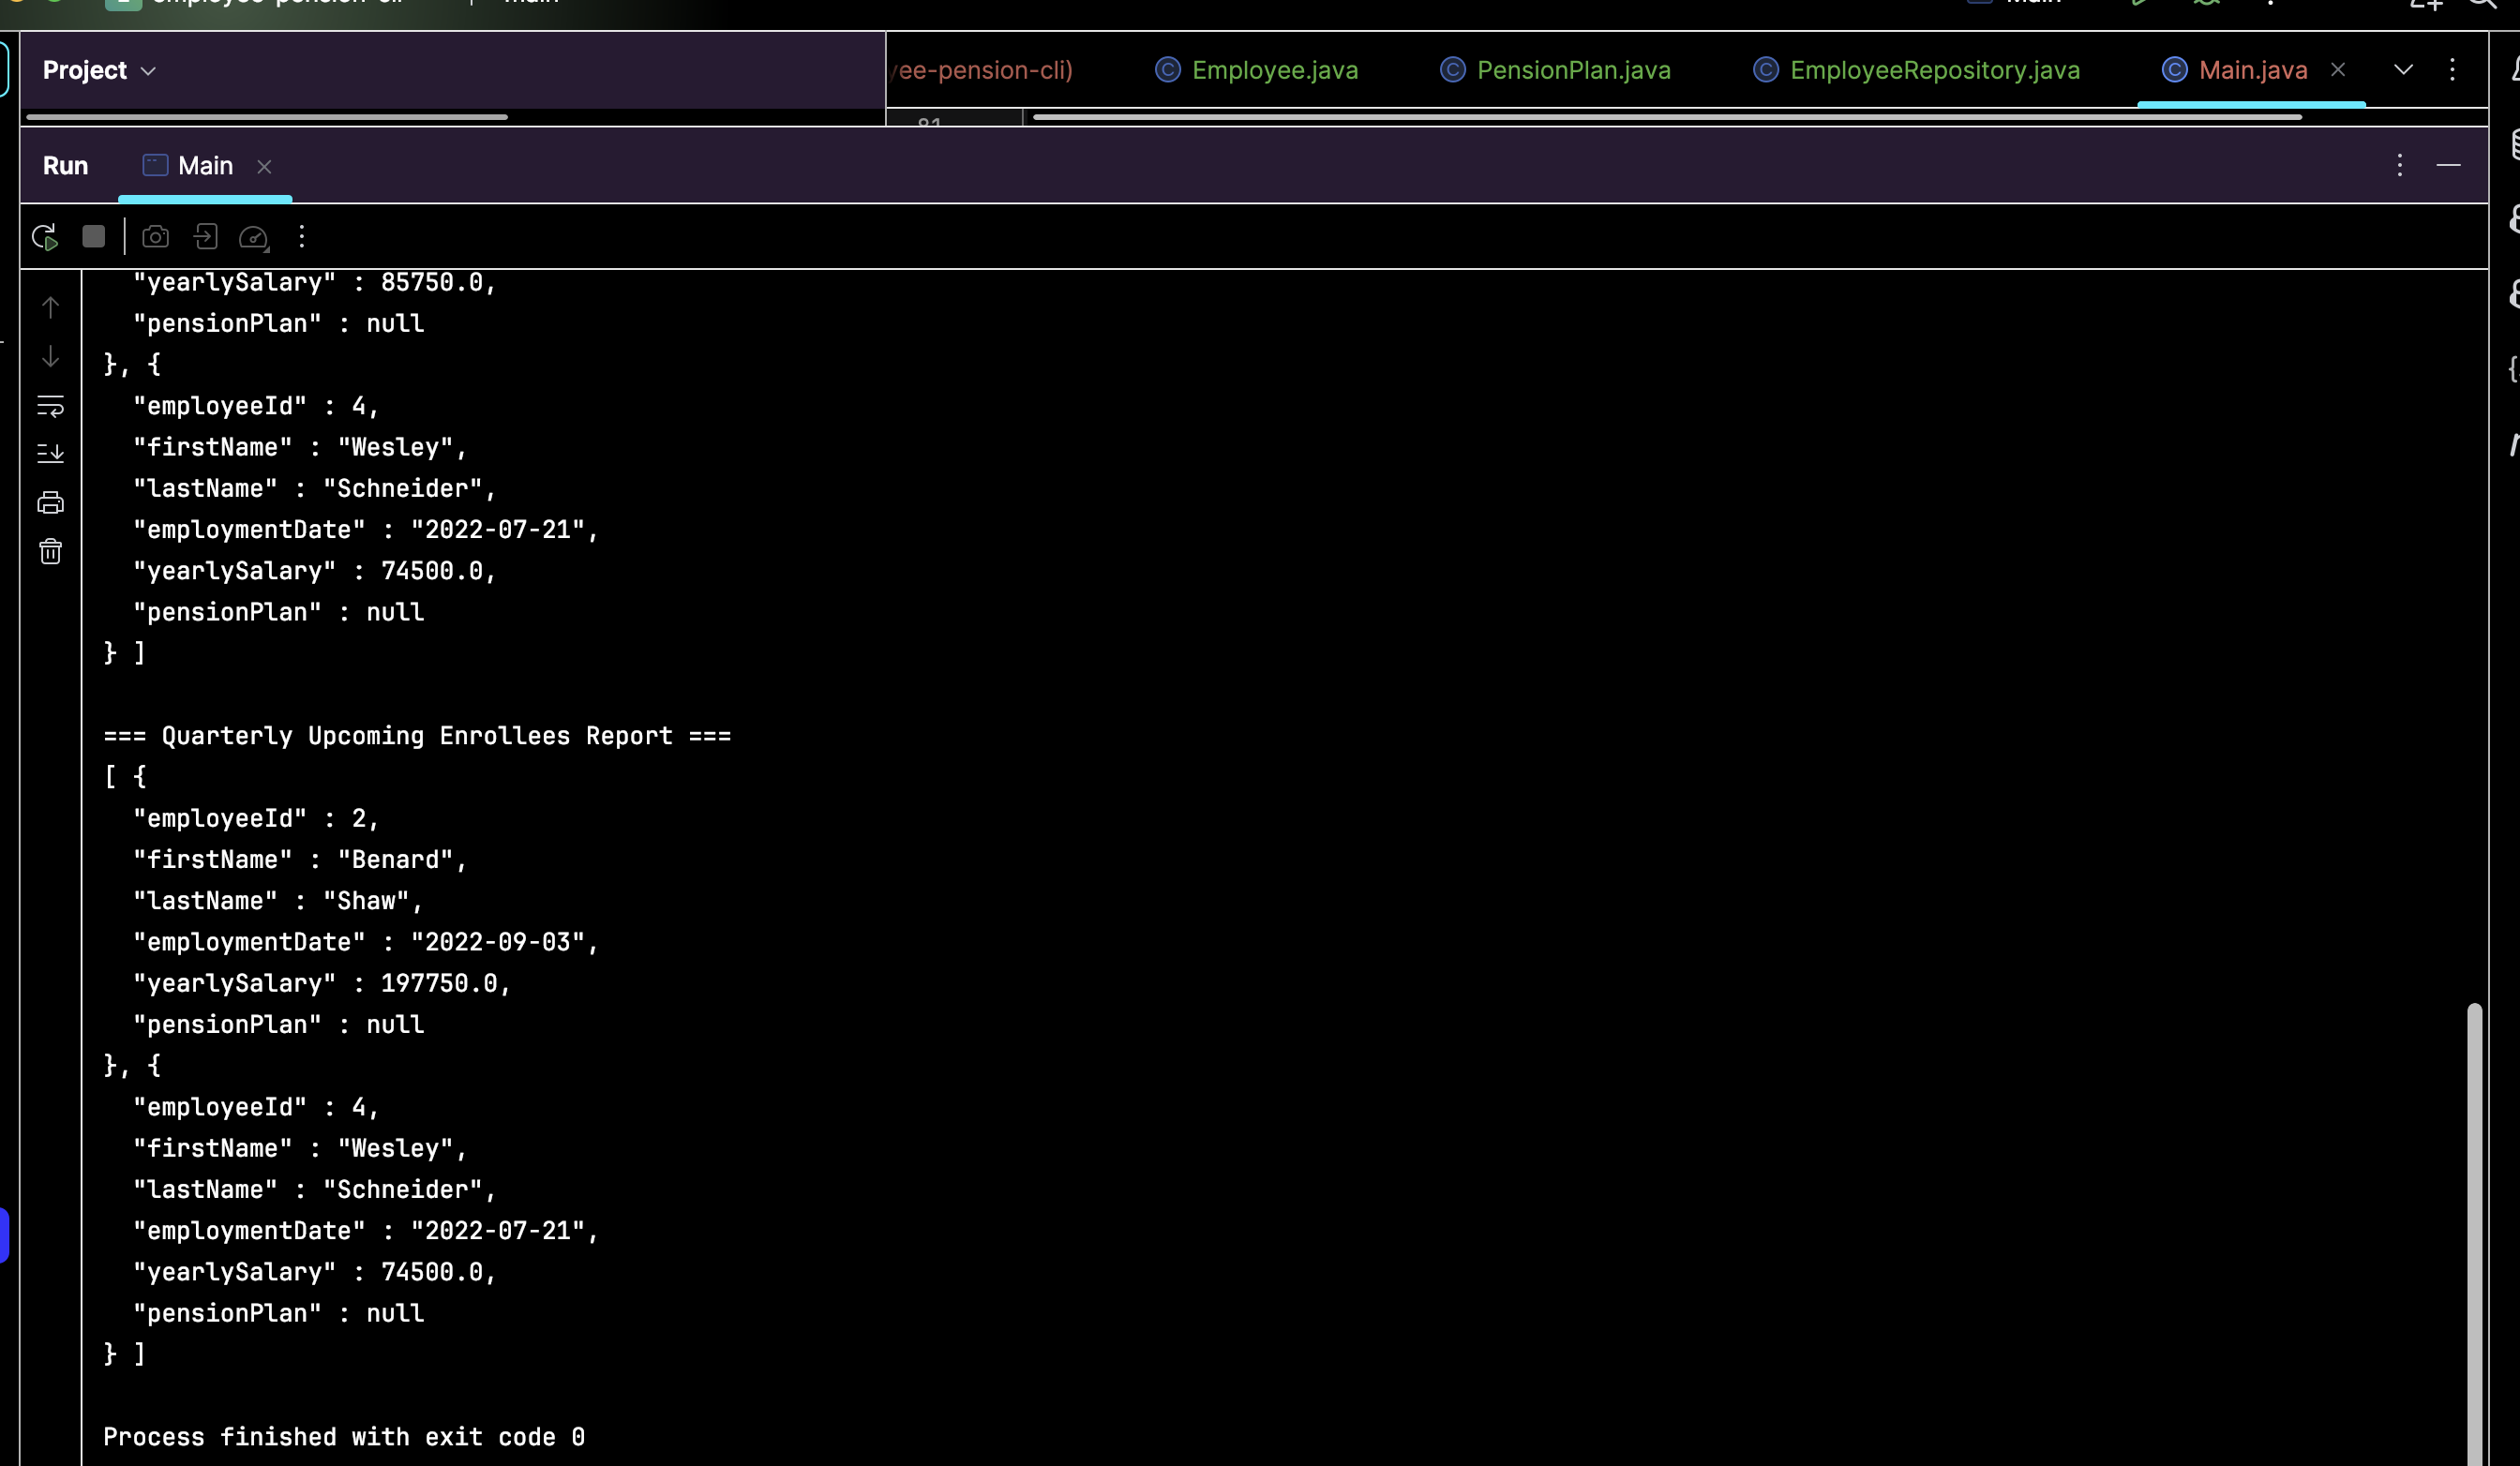 Project
yee-pension-cli)
Employee.java
PensionPlan.java
EmployeeRepository.java
Main.java
Run
Main
"yearlySalary" : 85750.0,
"pensionPlan" : null
}, {
"employeeId" : 4,
"firstName" : "Wesley",
"lastName" : "Schneider",
"employmentDate" : "2022-07-21",
"yearlySalary" : 74500.0,
"pensionPlan" : null
} ]
=== Quarterly Upcoming Enrollees Report ===
[ {
"employeeId" : 2,
"firstName" : "Benard",
"lastName" : "Shaw",
"employmentDate" : "2022-09-03",
"yearlySalary" : 197750.0,
"pensionPlan" : null
}, {
"employeeId" : 4,
"firstName" : "Wesley",
"lastName" : "Schneider",
"employmentDate" : "2022-07-21",
"yearlySalary" : 74500.0,
"pensionPlan" : null
} ]
Process finished with exit code 0